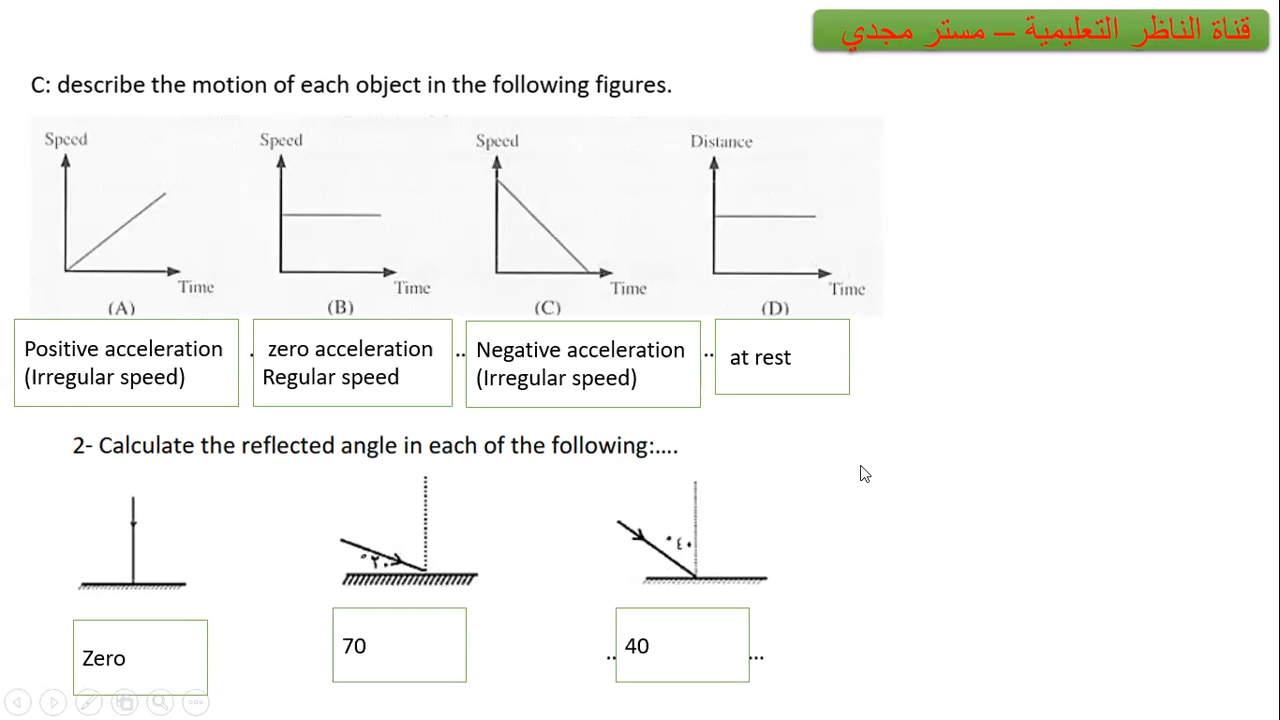 قناة الناظر التعليمية – مستر مجدي
C: describe the motion of each object in the following figures.
Speed Speed Speed Distance
Time Time Time Time
(A) (B) (C) (D)
Positive acceleration
(Irregular speed)
. zero acceleration
Regular speed
.. Negative acceleration
(Irregular speed)
.. at rest
2- Calculate the reflected angle in each of the following:....
°٢٠
°٤٠
Zero
70
.. 40 ...